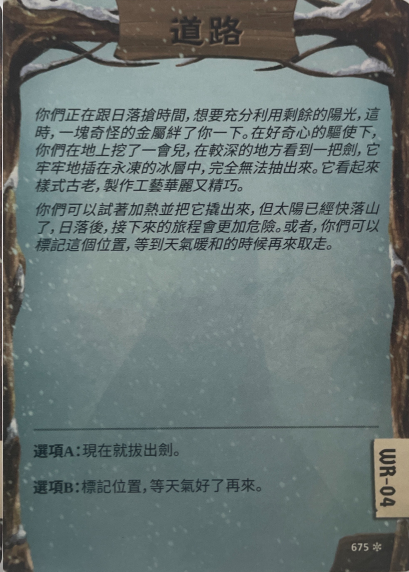 道路
你們正在跟日落搶時間，想要充分利用剩餘的陽光，這
時，一塊奇怪的金屬絆了你一下。在好奇心的驅使下，
你們在地上挖了一會兒，在較深的地方看到一把劍，它
牢牢地插在永凍的冰層中，完全無法抽出來。它看起來
樣式古老，製作工藝華麗又精巧。
你們可以試著加熱並把它撬出來，但太陽已經快落山
了，日落後，接下來的旅程會更加危險。或者，你們可以
標記這個位置，等到天氣暖和的時候再來取走。
選項A：現在就拔出劍。
選項B：標記位置，等天氣好了再來。
WR-04
675